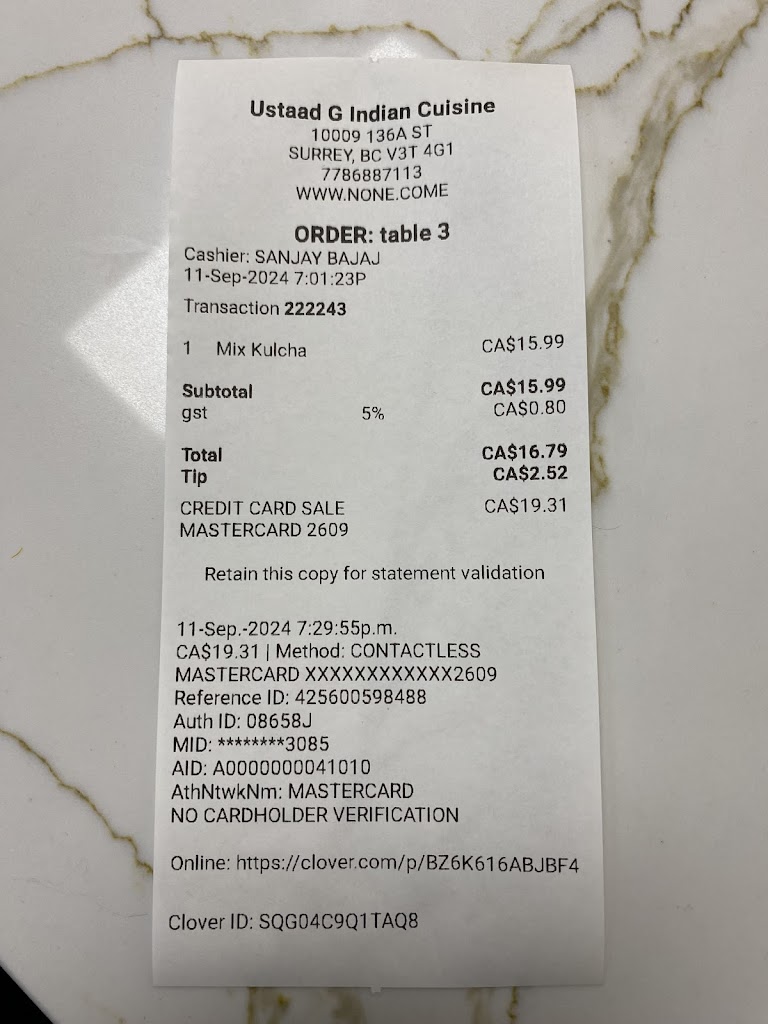 Ustaad G Indian Cuisine
10009 136A ST
SURREY, BC V3T 4G1
7786887113
WWW.NONE.COME
ORDER: table 3
Cashier: SANJAY BAJAJ
11-Sep-2024 7:01:23P
Transaction 222243
1 Mix Kulcha CA$15.99
Subtotal CA$15.99
gst 5% CA$0.80
Total CA$16.79
Tip CA$2.52
CREDIT CARD SALE CA$19.31
MASTERCARD 2609
Retain this copy for statement validation
11-Sep.-2024 7:29:55p.m.
CA$19.31 | Method: CONTACTLESS
MASTERCARD XXXXXXXXXXXX2609
Reference ID: 425600598488
Auth ID: 08658J
MID: ********3085
AID: A0000000041010
AthNtwkNm: MASTERCARD
NO CARDHOLDER VERIFICATION
Online: https://clover.com/p/BZ6K616ABJBF4
Clover ID: SQG04C9Q1TAQ8